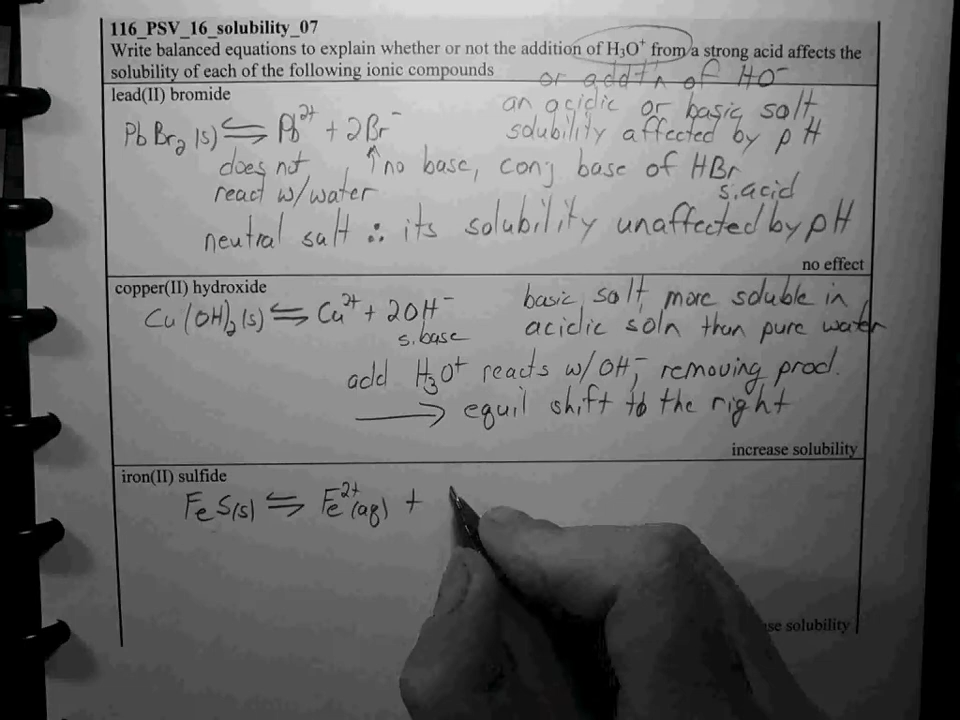 116_PSV_16_solubility_07
Write balanced equations to explain whether or not the addition of H₃O⁺ from a strong acid affects the
solubility of each of the following ionic compounds
or addt'n of HO⁻
lead(II) bromide
an acidic or basic salt,
PbBr₂(s) ⇌ Pb²⁺ + 2Br⁻
solubility affected by pH
does not
↑ no base, conj base of HBr
react w/water
s.acid
neutral salt ∴ its solubility unaffected by pH
no effect
copper(II) hydroxide
basic salt, more soluble in
Cu(OH)₂(s) ⇌ Cu²⁺ + 2OH⁻
acidic soln than pure water
s.base
add H₃O⁺ reacts w/OH⁻, removing prod.
⟶ equil shift to the right
increase solubility
iron(II) sulfide
FeS(s) ⇌ Fe²⁺(aq) +
se solubility